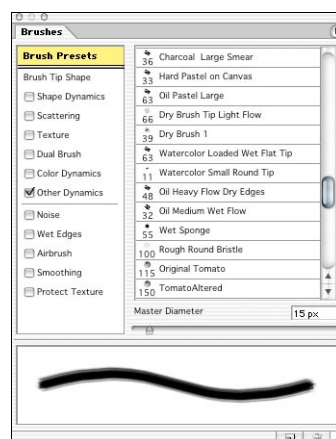 Brushes
Brush Presets
Brush Tip Shape
Shape Dynamics
Scattering
Texture
Dual Brush
Color Dynamics
Other Dynamics
Noise
Wet Edges
Airbrush
Smoothing
Protect Texture
36 Charcoal Large Smear
33 Hard Pastel on Canvas
63 Oil Pastel Large
66 Dry Brush Tip Light Flow
39 Dry Brush 1
63 Watercolor Loaded Wet Flat Tip
11 Watercolor Small Round Tip
48 Oil Heavy Flow Dry Edges
32 Oil Medium Wet Flow
55 Wet Sponge
100 Rough Round Bristle
115 Original Tomato
150 TomatoAltered
Master Diameter 15 px